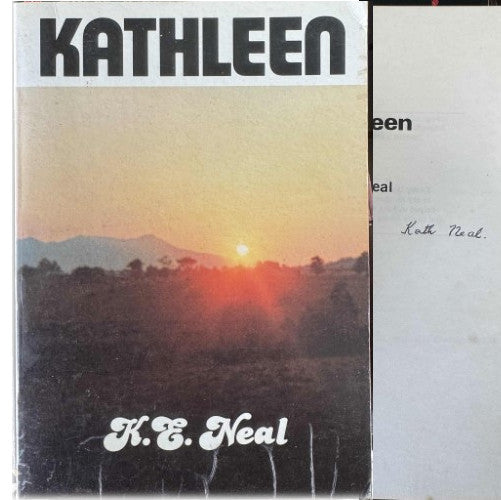 KATHLEEN
K.E. Neal
een
eal
Kath Neal.